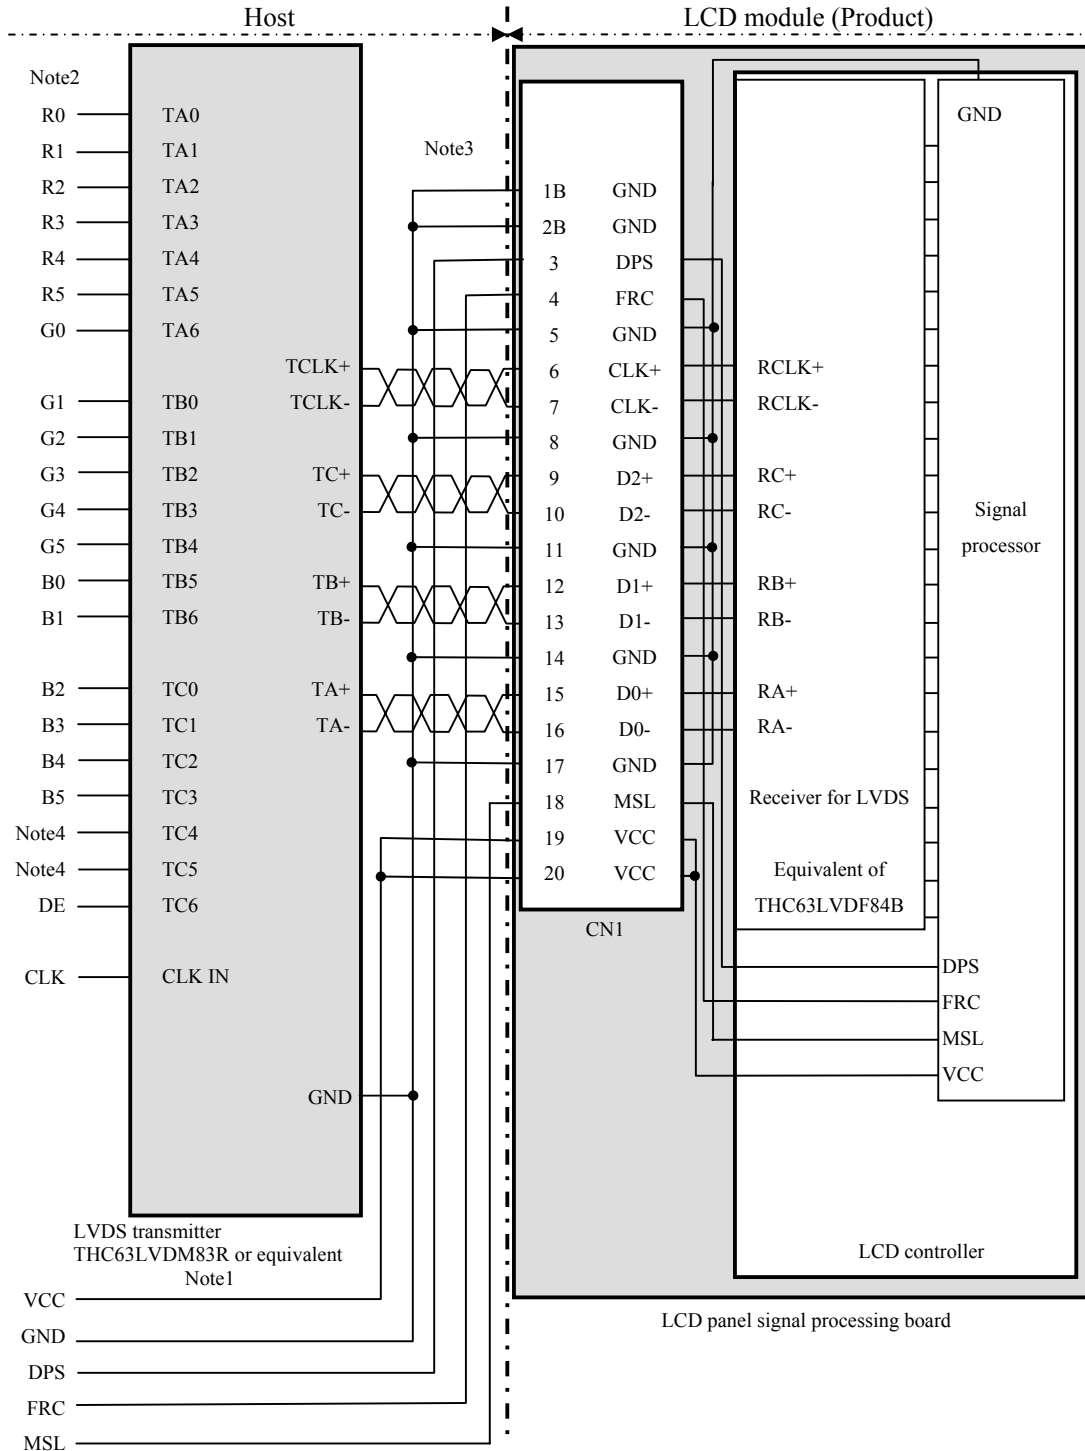 Host
LCD module (Product)
Note2
R0 TA0
R1 TA1
R2 TA2
R3 TA3
R4 TA4
R5 TA5
G0 TA6
TCLK+
G1 TB0 TCLK-
G2 TB1
G3 TB2 TC+
G4 TB3 TC-
G5 TB4
B0 TB5 TB+
B1 TB6 TB-
B2 TC0 TA+
B3 TC1 TA-
B4 TC2
B5 TC3
Note4 TC4
Note4 TC5
DE TC6
CLK CLK IN
GND
LVDS transmitter
THC63LVDM83R or equivalent
Note1
VCC
GND
DPS
FRC
MSL
Note3
1B GND
2B GND
3 DPS
4 FRC
5 GND
6 CLK+
7 CLK-
8 GND
9 D2+
10 D2-
11 GND
12 D1+
13 D1-
14 GND
15 D0+
16 D0-
17 GND
18 MSL
19 VCC
20 VCC
CN1
RCLK+
RCLK-
RC+
RC-
RB+
RB-
RA+
RA-
Receiver for LVDS
Equivalent of
THC63LVDF84B
GND
Signal
processor
DPS
FRC
MSL
VCC
LCD controller
LCD panel signal processing board